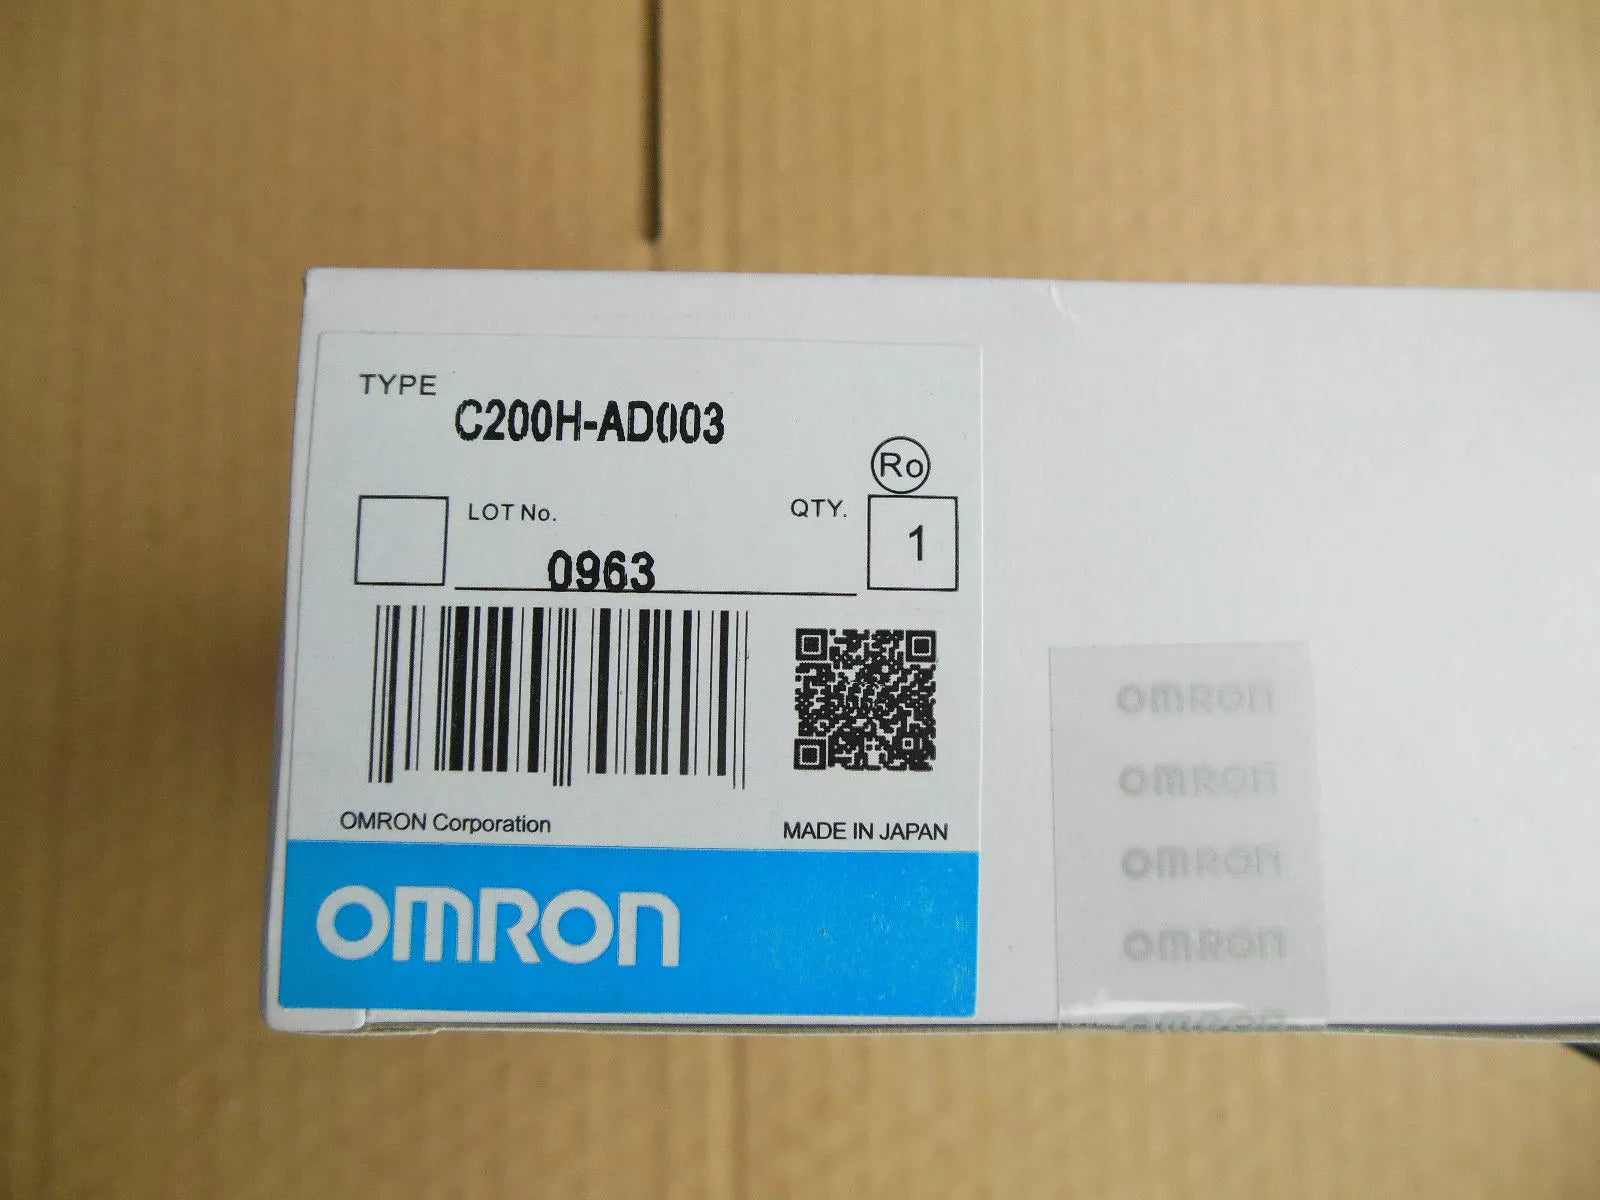 TYPE
C200H-AD003
Ro
LOT No.
QTY.
1
0963
OMRON Corporation
MADE IN JAPAN
OMRON
OMRON
OMRON
OMRON
OMRON
OMRON